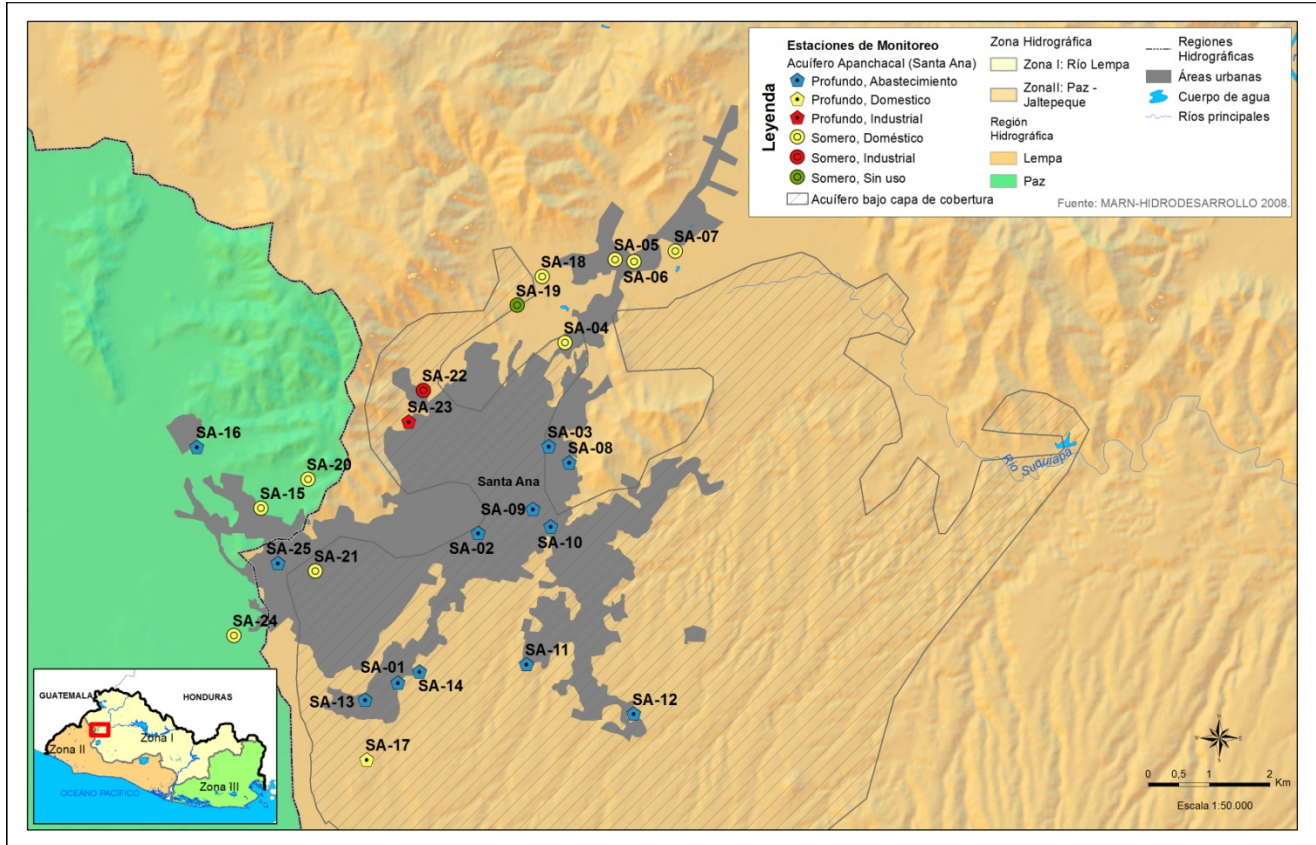 Leyenda
Estaciones de Monitoreo
Acuífero Apanchacal (Santa Ana)
Profundo, Abastecimiento
Profundo, Domestico
Profundo, Industrial
Somero, Doméstico
Somero, Industrial
Somero, Sin uso
Acuífero bajo capa de cobertura
Zona Hidrográfica
Zona I: Río Lempa
ZonaII: Paz -
Jaltepeque
Región
Hidrográfica
Lempa
Paz
Regiones
Hidrográficas
Áreas urbanas
Cuerpo de agua
Ríos principales
Fuente: MARN-HIDRODESARROLLO 2008.
SA-05
SA-07
SA-06
SA-18
SA-19
SA-04
SA-22
SA-23
SA-16
SA-03
SA-08
SA-20
Santa Ana
SA-15
SA-09
SA-10
SA-02
SA-25
SA-21
SA-24
SA-11
SA-01
SA-14
SA-13
SA-12
SA-17
Río Suquiapa
GUATEMALA
HONDURAS
Zona I
Zona II
Zona III
OCEÁNO PACÍFICO
0 0,5 1 2
Km
Escala 1:50.000